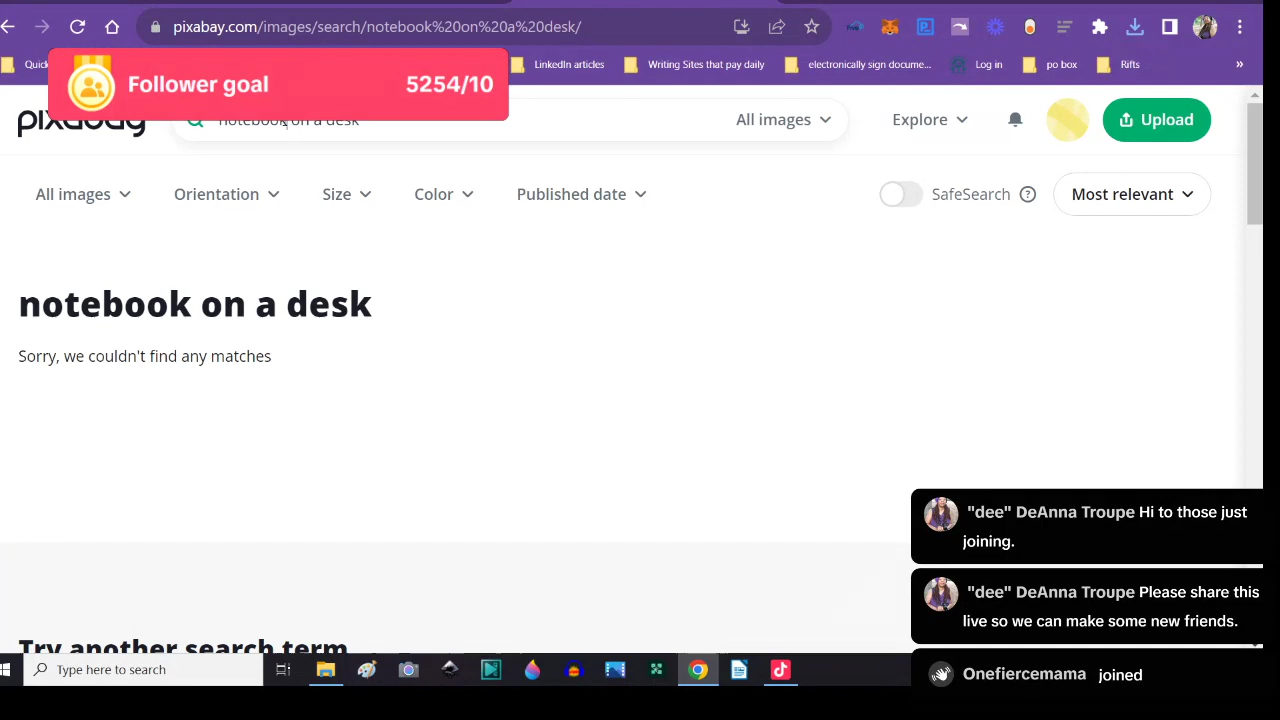 pixabay.com/images/search/notebook%20on%20a%20desk/
Quick
LinkedIn articles
Writing Sites that pay daily
electronically sign docume...
Log in
po box
Rifts
»
Follower goal 5254/10
pixabay
notebook on a desk
All images
Explore
Upload
All images
Orientation
Size
Color
Published date
SafeSearch
?
Most relevant
notebook on a desk
Sorry, we couldn't find any matches
Try another search term
"dee" DeAnna Troupe Hi to those just
joining.
"dee" DeAnna Troupe Please share this
live so we can make some new friends.
Onefiercemama joined
Type here to search